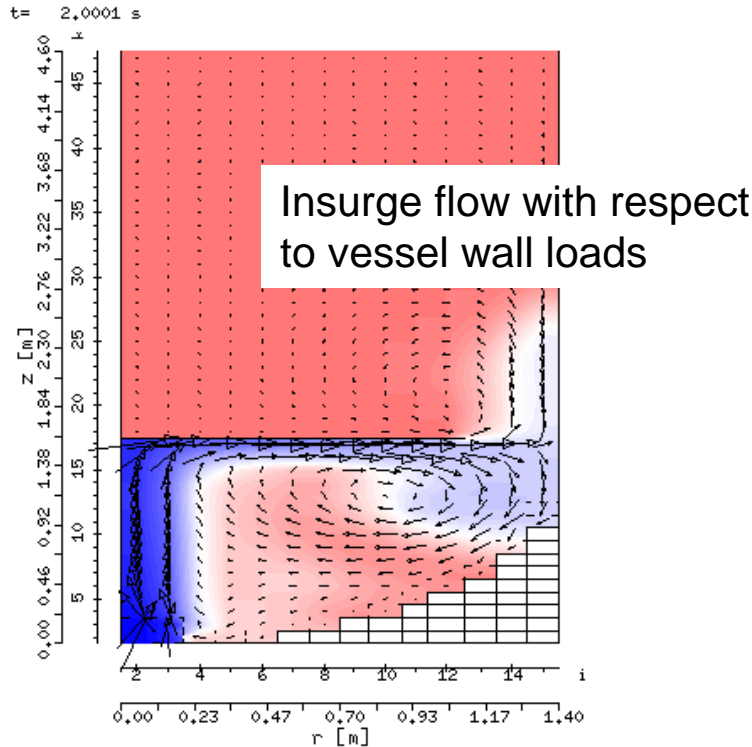 t= 2.0001 s
k
4.60
4.14
3.68
3.22
2.76
2.30
1.84
1.38
0.92
0.46
0.00
z [m]
45
40
35
30
25
20
15
10
5
Insurge flow with respect
to vessel wall loads
2 4 6 8 10 12 14 i
0.00 0.23 0.47 0.70 0.93 1.17 1.40
r [m]